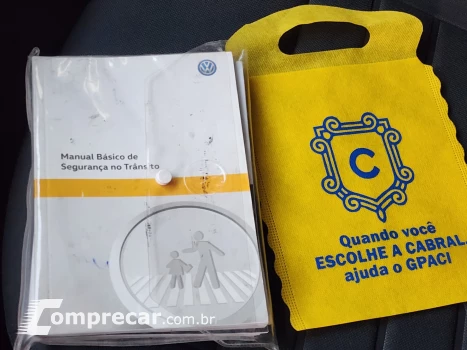 Manual Básico de
Segurança no Trânsito
C
Quando você
ESCOLHE A CABRAL,
ajuda o GPACI
Comprecar.com.br